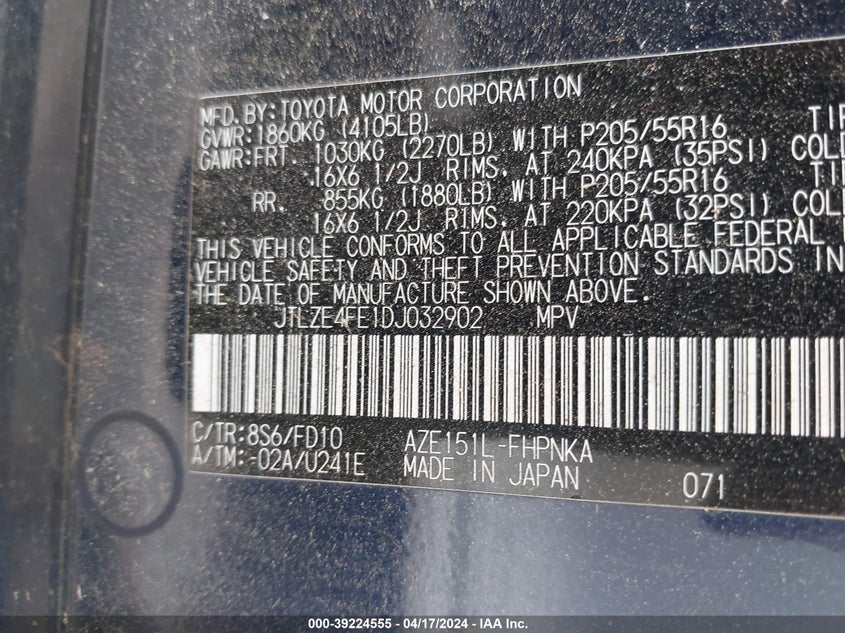 MFD. BY:TOYOTA MOTOR CORPORATION
GVWR:1860KG (4105LB)
GAWR:FRT. 1030KG (2270LB) WITH P205/55R16 TIR
16X6 1/2J RIMS. AT 240KPA (35PSI) COLD
RR. 855KG (1880LB) WITH P205/55R16 TIR
16X6 1/2J RIMS. AT 220KPA (32PSI) COLD
THIS VEHICLE CONFORMS TO ALL APPLICABLE FEDERAL
VEHICLE SAFETY AND THEFT PREVENTION STANDARDS IN
THE DATE OF MANUFACTURE SHOWN ABOVE.
JTLZE4FE1DJ032902 MPV
C/TR:8S6/FD10 AZE151L-FHPNKA
A/TM:-02A/U241E MADE IN JAPAN 071
000-39224555 - 04/17/2024 - IAA Inc.